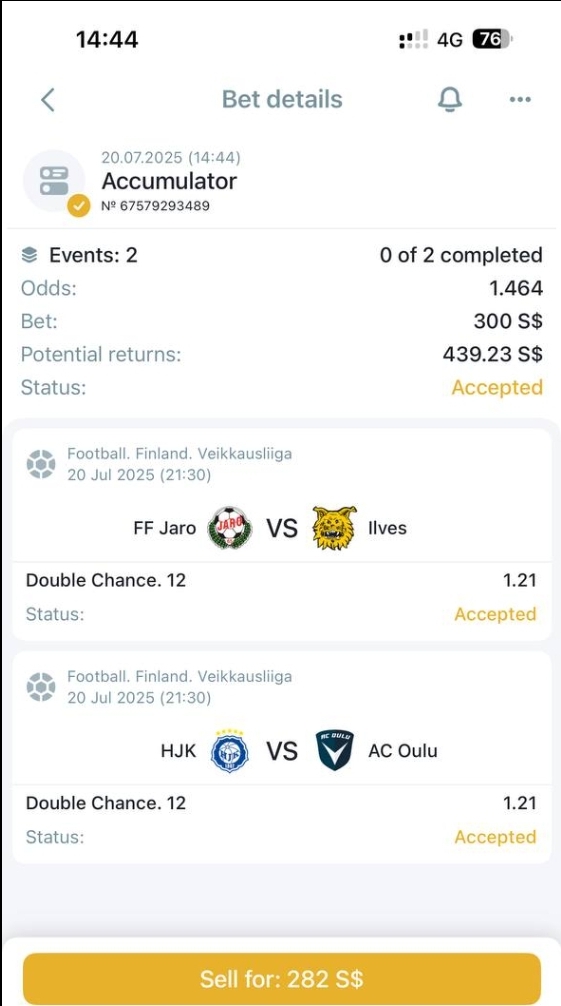 14:44
4G 76
Bet details
20.07.2025 (14:44)
Accumulator
Nº 67579293489
Events: 2 0 of 2 completed
Odds: 1.464
Bet: 300 S$
Potential returns: 439.23 S$
Status: Accepted
Football. Finland. Veikkausliiga
20 Jul 2025 (21:30)
FF Jaro JARO VS Ilves
Double Chance. 12 1.21
Status: Accepted
Football. Finland. Veikkausliiga
20 Jul 2025 (21:30)
HJK HJK VS AC OULU AC Oulu
Double Chance. 12 1.21
Status: Accepted
Sell for: 282 S$